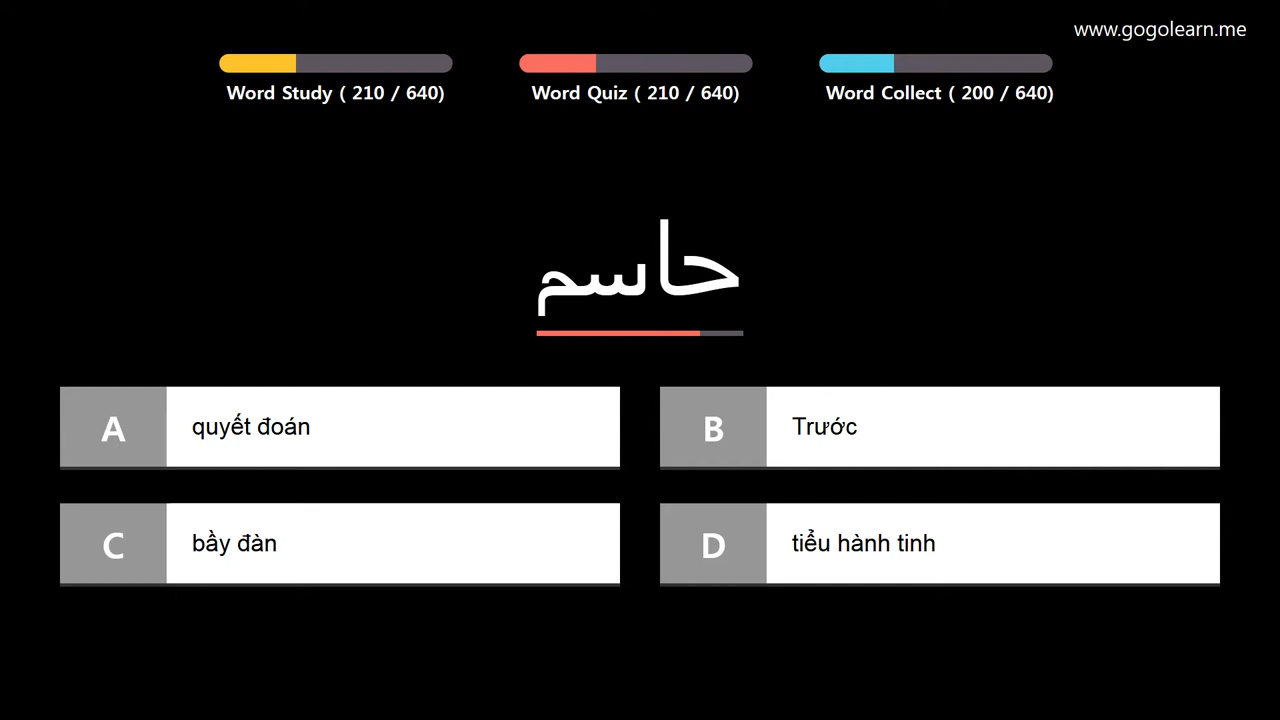 www.gogolearn.me
Word Study ( 210 / 640)
Word Quiz ( 210 / 640)
Word Collect ( 200 / 640)
حاسم
A quyết đoán
B Trước
C bầy đàn
D tiểu hành tinh